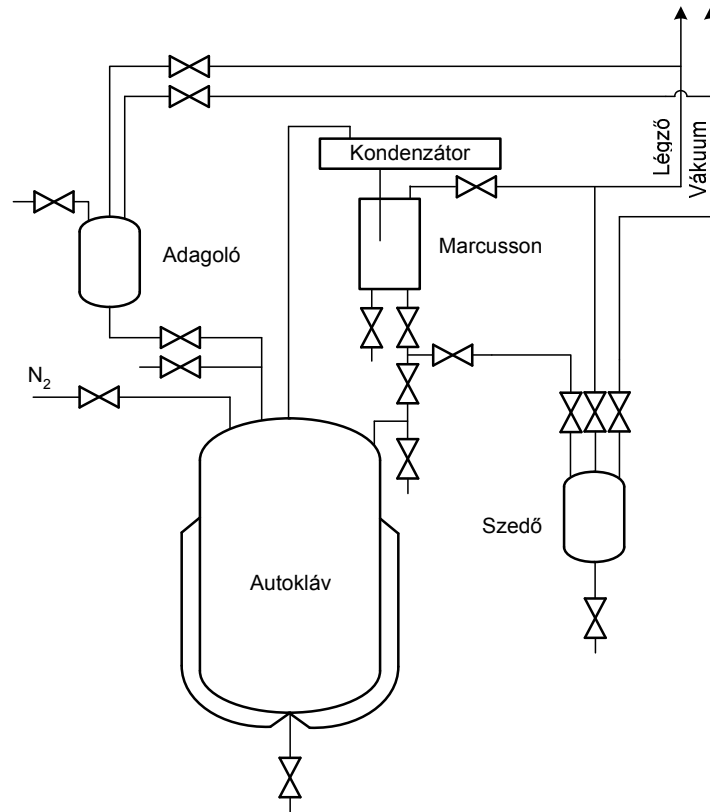 Légző
Vákuum
Kondenzátor
Adagoló
Marcusson
N₂
Szedő
Autokláv